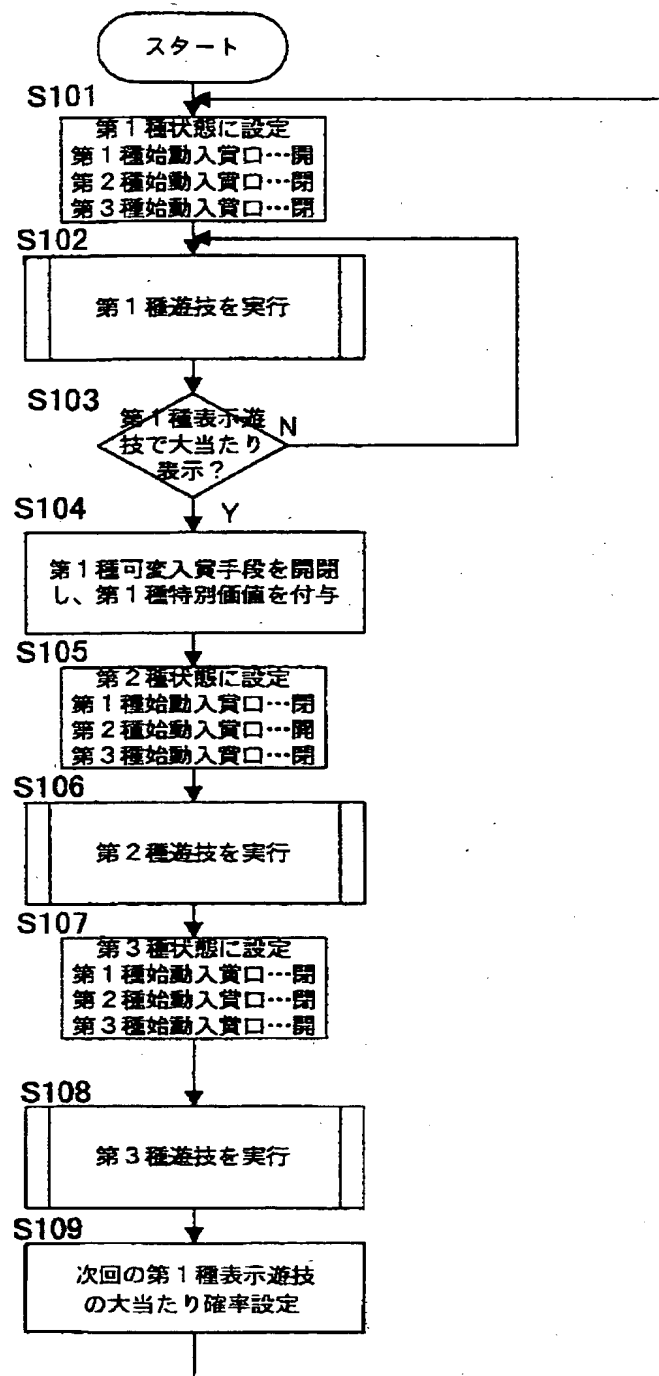 スタート
S101
第1種状態に設定
第1種始動入賞口…開
第2種始動入賞口…閉
第3種始動入賞口…閉
S102
第1種遊技を実行
S103
第1種表示遊
技で大当たり
表示？
N
Y
S104
第1種可変入賞手段を開閉
し、第1種特別価値を付与
S105
第2種状態に設定
第1種始動入賞口…閉
第2種始動入賞口…開
第3種始動入賞口…閉
S106
第2種遊技を実行
S107
第3種状態に設定
第1種始動入賞口…閉
第2種始動入賞口…閉
第3種始動入賞口…開
S108
第3種遊技を実行
S109
次回の第1種表示遊技
の大当たり確率設定